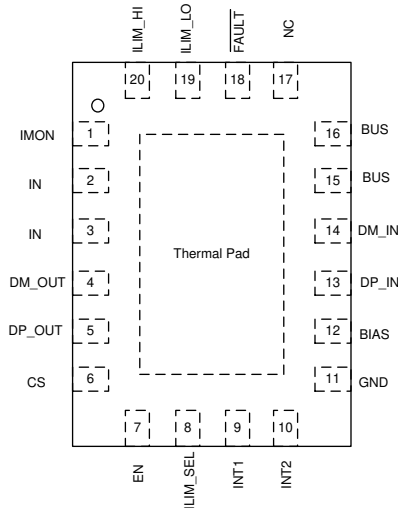 ILIM_HI
ILIM_LO
FAULT
NC
20
19
18
17
IMON
1
16
BUS
IN
2
15
BUS
IN
3
14
DM_IN
Thermal Pad
DM_OUT
4
13
DP_IN
DP_OUT
5
12
BIAS
CS
6
11
GND
7
8
9
10
EN
ILIM_SEL
INT1
INT2